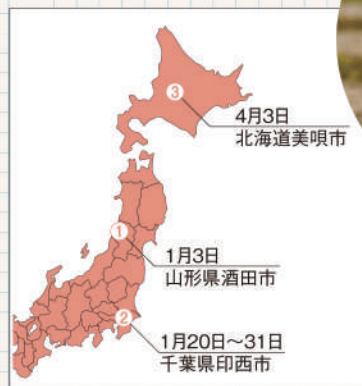 ③
4月3日
北海道美唄市
①
1月3日
山形県酒田市
②
1月20日～31日
千葉県印西市